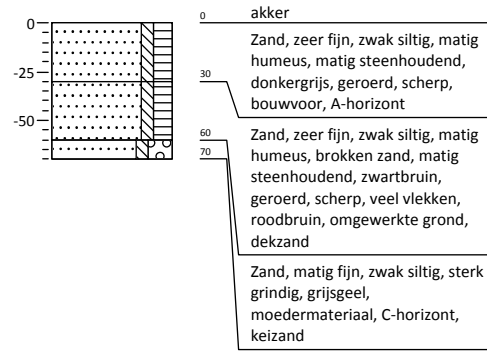 0
-25
-50
0
akker
Zand, zeer fijn, zwak siltig, matig
humeus, matig steenhoudend,
donkergrijs, geroerd, scherp,
bouwvoor, A-horizont
30
Zand, zeer fijn, zwak siltig, matig
humeus, brokken zand, matig
steenhoudend, zwartbruin,
geroerd, scherp, veel vlekken,
roodbruin, omgewerkte grond,
dekzand
60
70
Zand, matig fijn, zwak siltig, sterk
grindig, grijsgeel,
moedermateriaal, C-horizont,
keizand